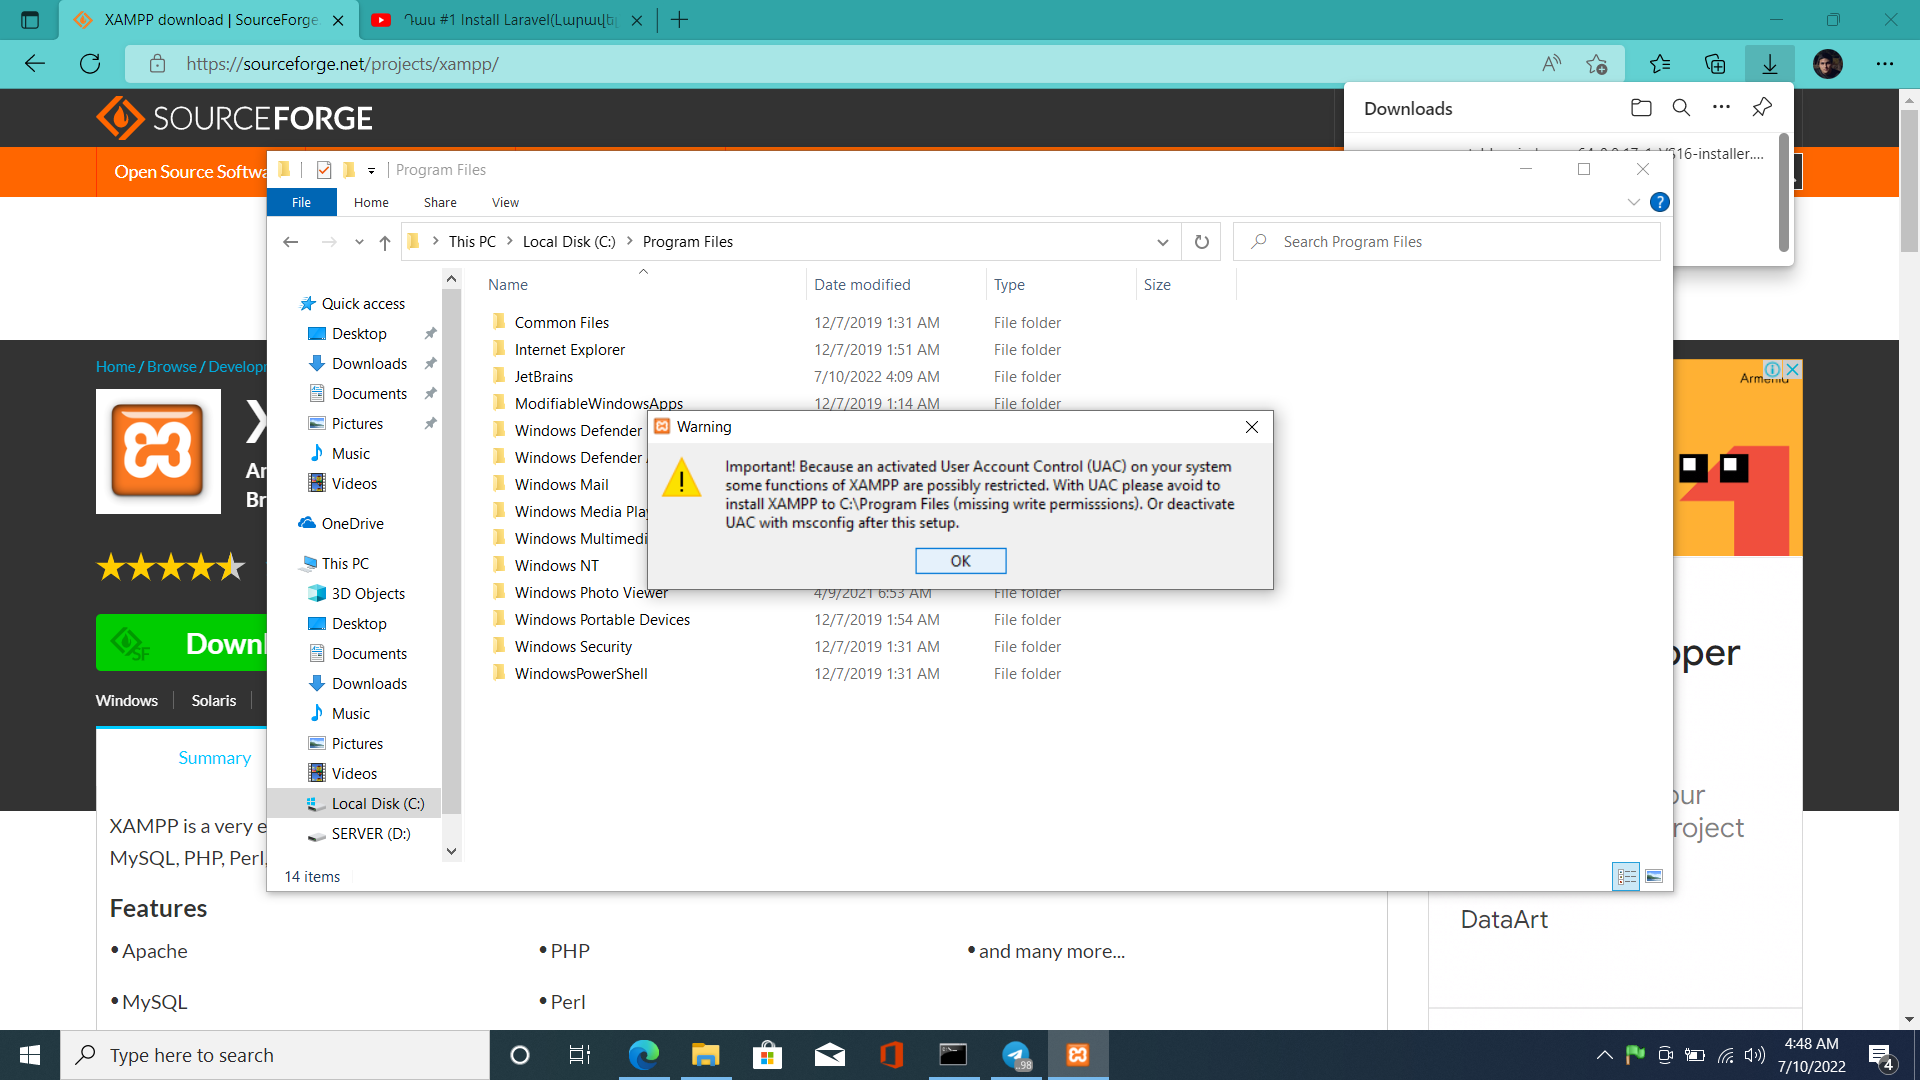 XAMPP download | SourceForge.
Դաս #1 Install Laravel(Լարավել
https://sourceforge.net/projects/xampp/
SOURCEFORGE
Downloads
16-installer....
Open Source Softwa
Program Files
File
Home
Share
View
?
This PC
Local Disk (C:)
Program Files
Search Program Files
Name
Date modified
Type
Size
Quick access
Desktop
Downloads
Documents
Pictures
Music
Videos
OneDrive
This PC
3D Objects
Desktop
Documents
Downloads
Music
Pictures
Videos
Local Disk (C:)
SERVER (D:)
Common Files 12/7/2019 1:31 AM File folder
Internet Explorer 12/7/2019 1:51 AM File folder
JetBrains 7/10/2022 4:09 AM File folder
ModifiableWindowsApps 12/7/2019 1:14 AM File folder
Windows Defender
Windows Defender
Windows Mail
Windows Media Play
Windows Multimedi
Windows NT
Windows Photo Viewer 4/9/2021 6:53 AM File folder
Windows Portable Devices 12/7/2019 1:54 AM File folder
Windows Security 12/7/2019 1:31 AM File folder
WindowsPowerShell 12/7/2019 1:31 AM File folder
14 items
Warning
Important! Because an activated User Account Control (UAC) on your system
some functions of XAMPP are possibly restricted. With UAC please avoid to
install XAMPP to C:\Program Files (missing write permisssions). Or deactivate
UAC with msconfig after this setup.
OK
Home / Browse / Developm
X
An
Br
SF
Downl
Windows
Solaris
Summary
XAMPP is a very e
MySQL, PHP, Perl,
Features
• Apache
• PHP
• and many more...
• MySQL
• Perl
Armenia
oper
our
roject
DataArt
Type here to search
98
4:48 AM
7/10/2022
4